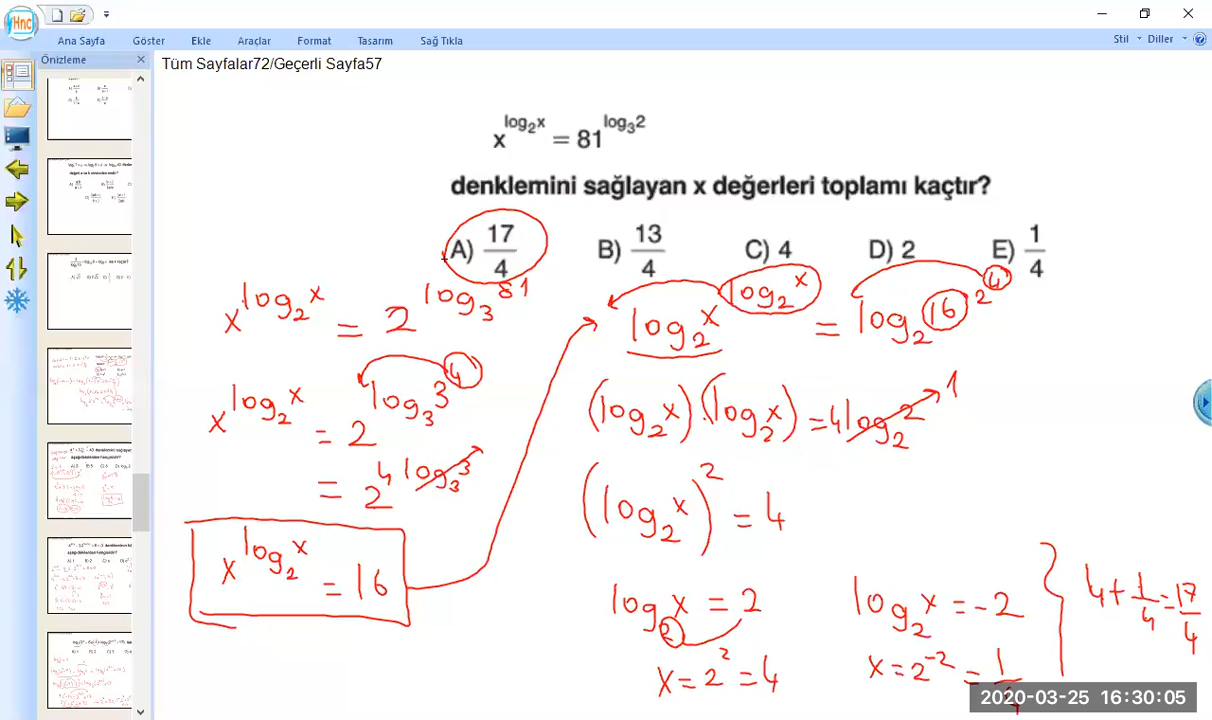 Hnc
Ana Sayfa Göster Ekle Araçlar Format Tasarım Sağ Tıkla Stil Diller
Önizleme
Tüm Sayfalar72/Geçerli Sayfa57
x^(log₂x) = 81^(log₃2)
denklemini sağlayan x değerleri toplamı kaçtır?
A) 17/4 B) 13/4 C) 4 D) 2 E) 1/4
x^(log₂x) = 2^(log₃81)
x^(log₂x) = 2^(log₃3⁴)
= 2^(4log₃3)
x^(log₂x) = 16
log₂x^(log₂x) = log₂16 2⁴
(log₂x).(log₂x) = 4log₂2 1
(log₂x)² = 4
log₂x = 2
x = 2² = 4
log₂x = -2
x = 2⁻² = 1/4
4 + 1/4 = 17/4
2020-03-25 16:30:05